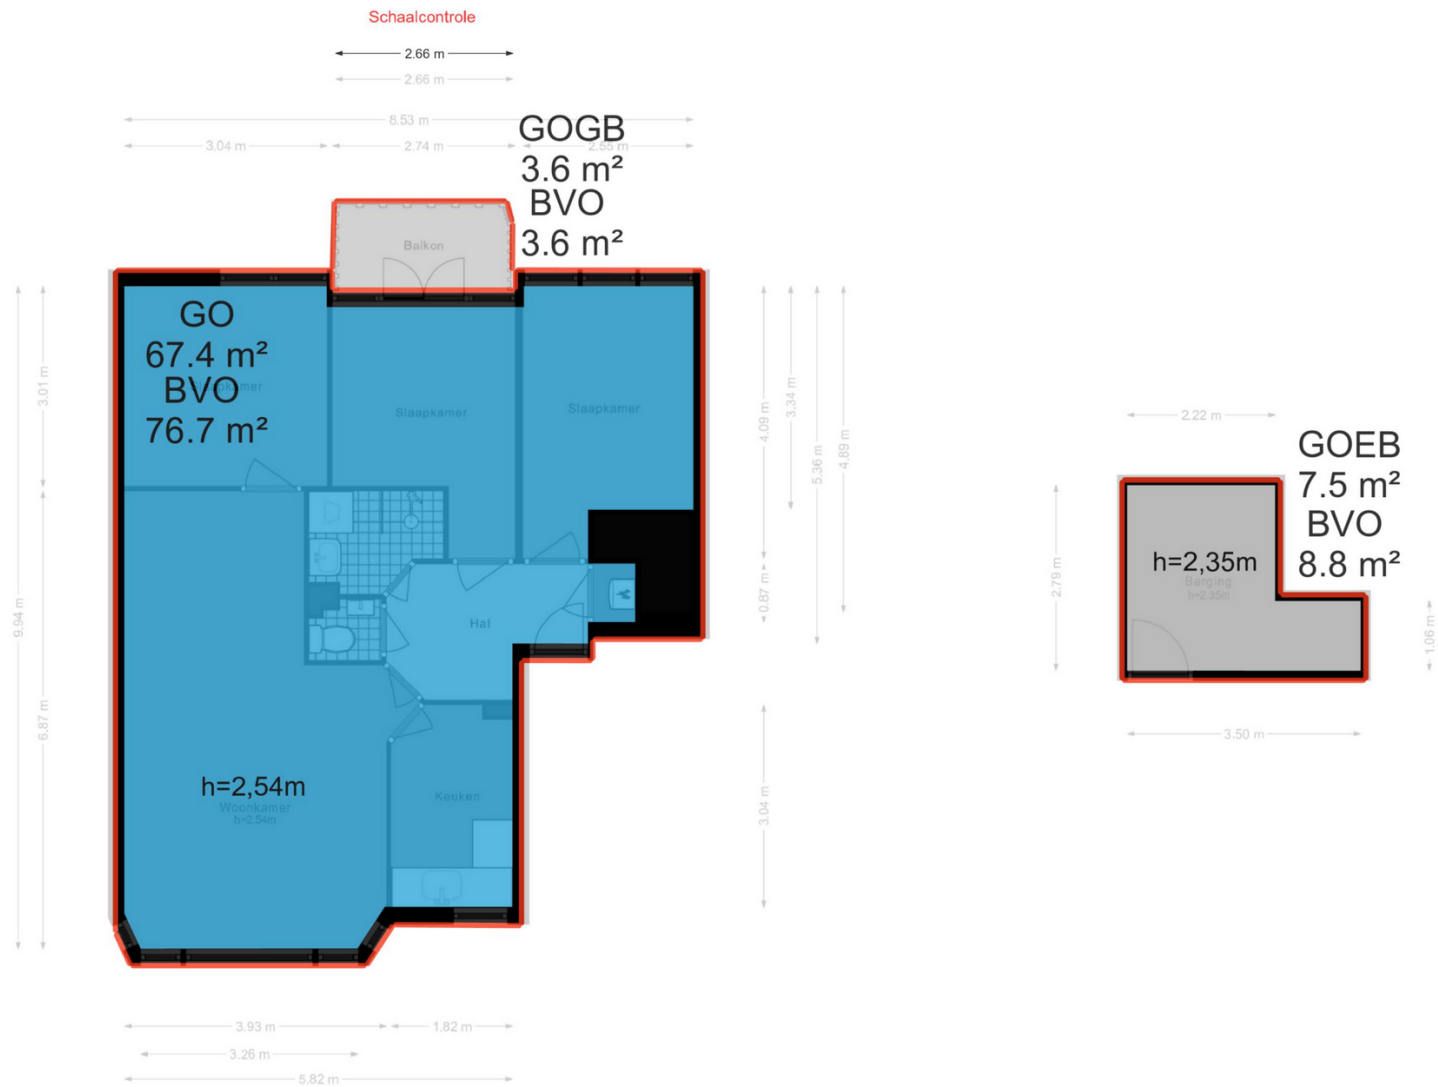 Schaalcontrole
2.66 m
2.66 m
8.53 m
3.04 m
2.74 m
2.55 m
GOGB
3.6 m²
BVO
3.6 m²
Balkon
GO
67.4 m²
BVO
76.7 m²
Slaapkamer
Slaapkamer
Slaapkamer
3.01 m
9.94 m
6.87 m
4.09 m
3.34 m
5.36 m
4.89 m
0.87 m
3.04 m
Hal
h=2,54m
Woonkamer
h=2.54m
Keuken
3.93 m
1.82 m
3.26 m
5.82 m
2.22 m
GOEB
7.5 m²
BVO
8.8 m²
h=2,35m
Berging
h=2.35m
2.79 m
1.06 m
3.50 m